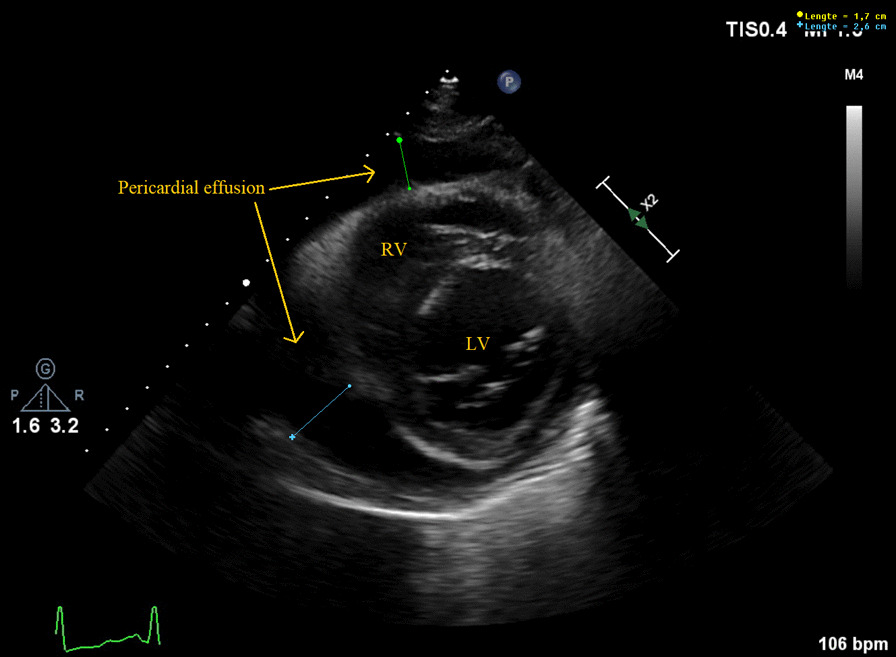 Lengte = 1,7 cm
Lengte = 2,6 cm
TIS0.4
P
M4
X2
Pericardial effusion
RV
LV
G
P R
1.6 3.2
106 bpm